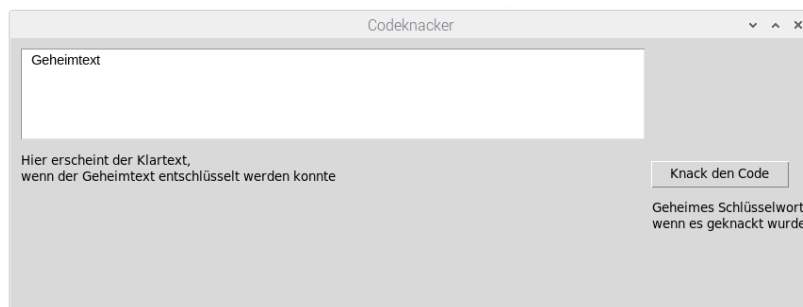 Codeknacker
Geheimtext
Hier erscheint der Klartext,
wenn der Geheimtext entschlüsselt werden konnte
Knack den Code
Geheimes Schlüsselwort
wenn es geknackt wurde